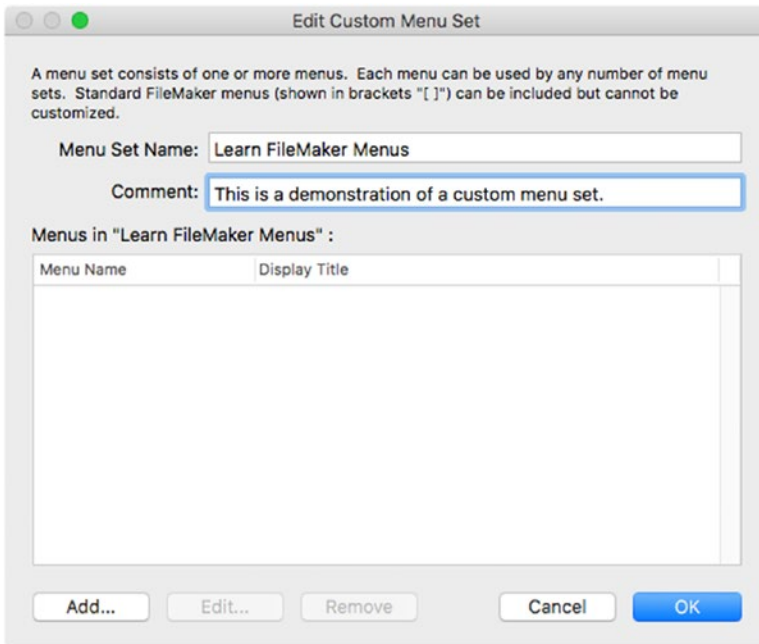 Edit Custom Menu Set
A menu set consists of one or more menus. Each menu can be used by any number of menu
sets. Standard FileMaker menus (shown in brackets "[ ]") can be included but cannot be
customized.
Menu Set Name: Learn FileMaker Menus
Comment: This is a demonstration of a custom menu set.
Menus in "Learn FileMaker Menus" :
Menu Name Display Title
Add... Edit... Remove Cancel OK